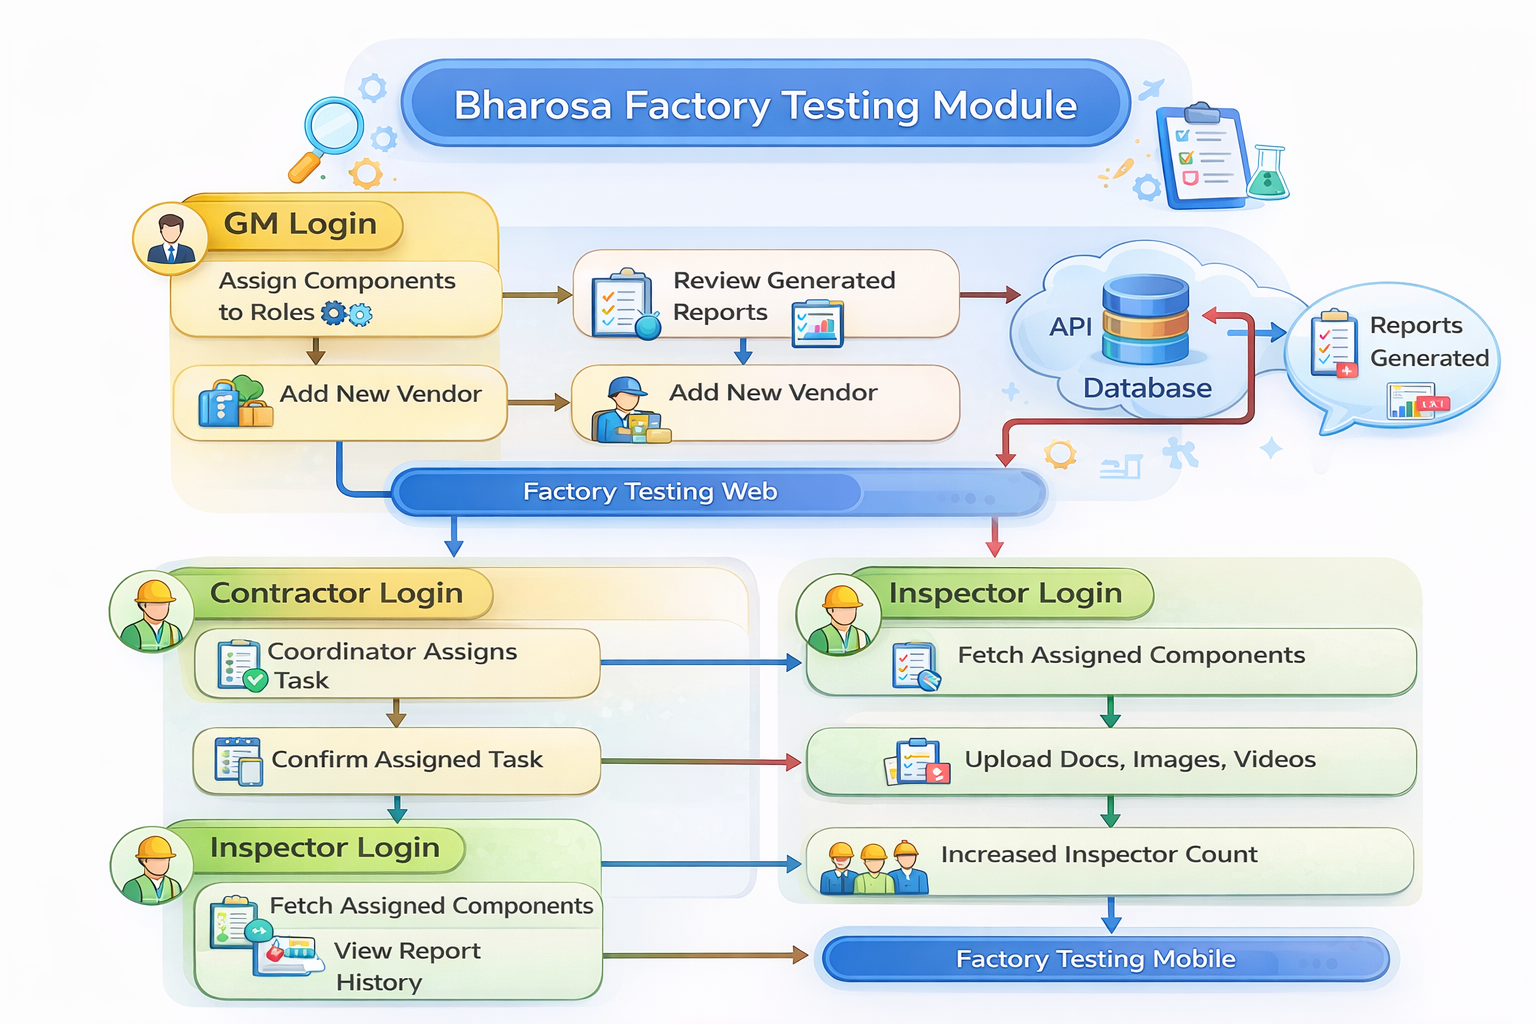 Bharosa Factory Testing Module
GM Login
Assign Components
to Roles
Review Generated
Reports
API
Database
Reports
Generated
Add New Vendor
Add New Vendor
Factory Testing Web
Contractor Login
Coordinator Assigns
Task
Confirm Assigned Task
Inspector Login
Fetch Assigned Components
View Report
History
Inspector Login
Fetch Assigned Components
Upload Docs, Images, Videos
Increased Inspector Count
Factory Testing Mobile